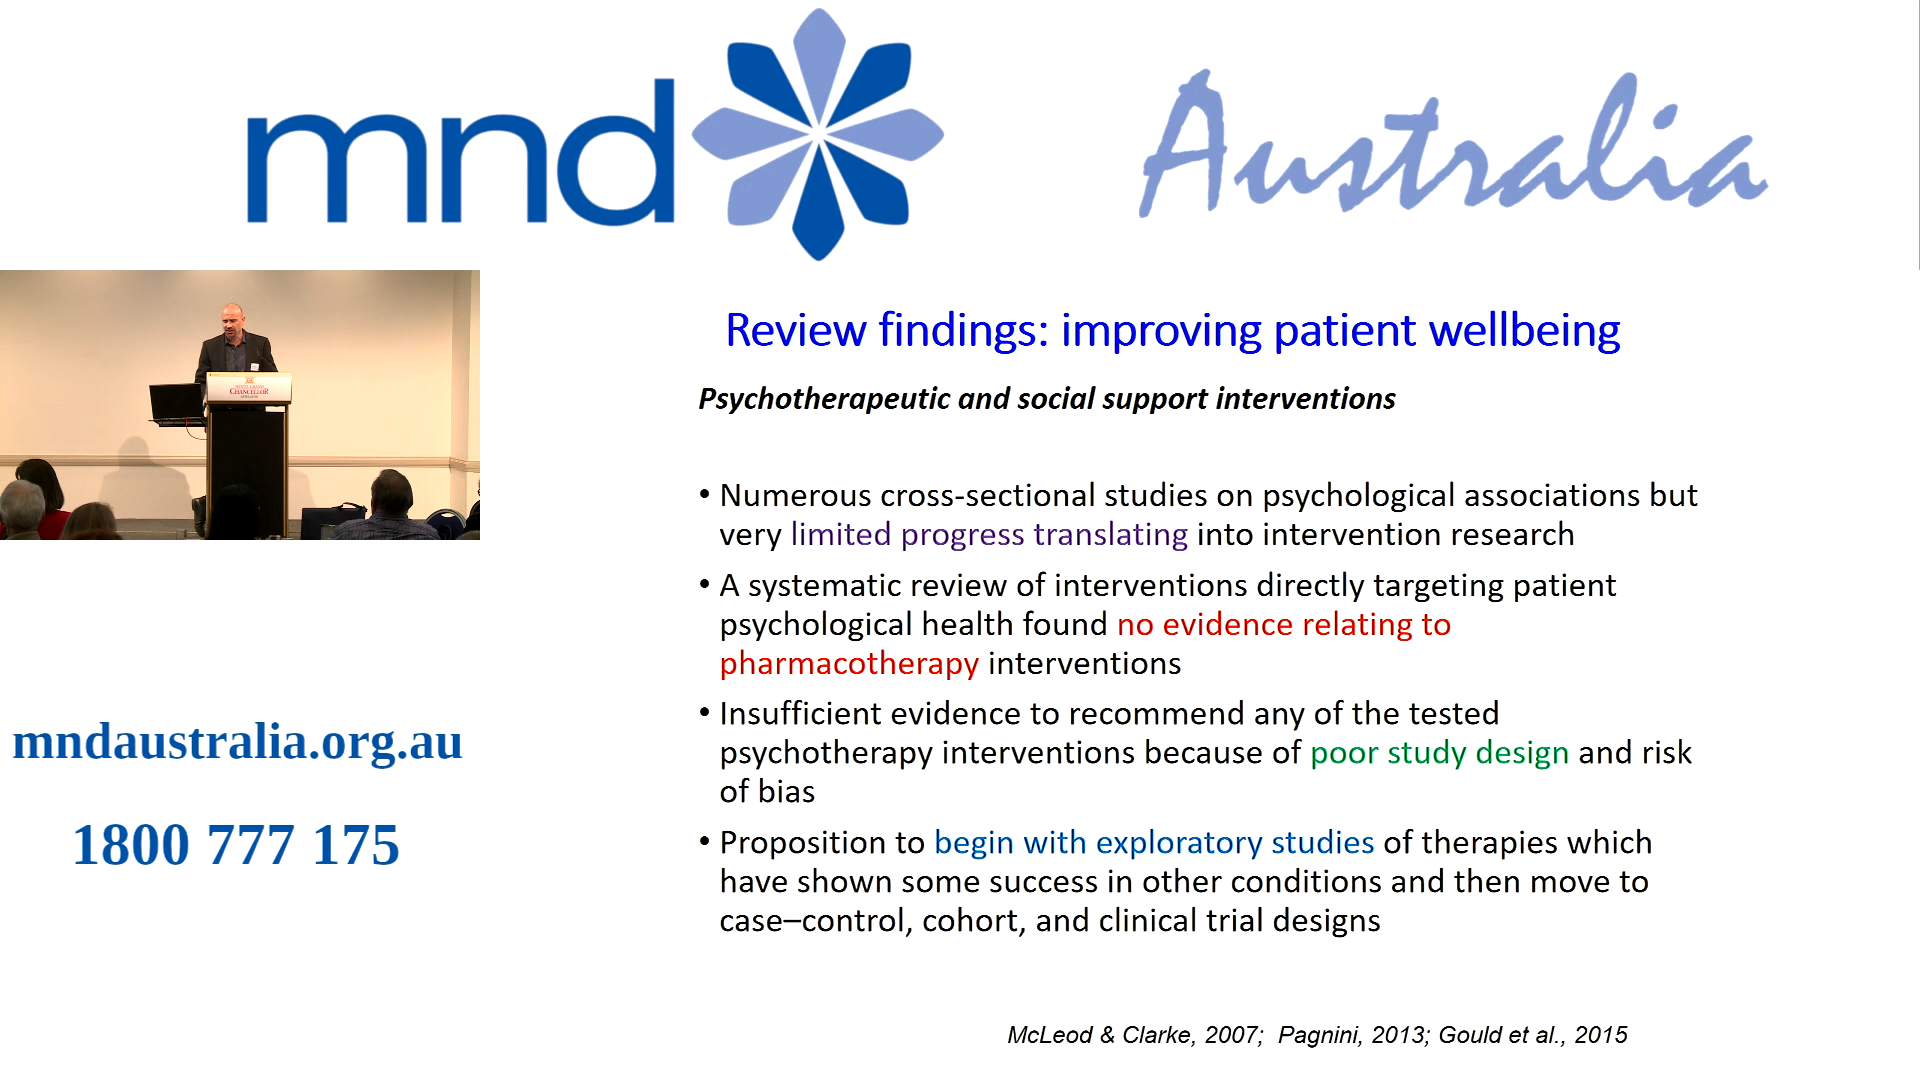 mnd
Australia
Review findings: improving patient wellbeing
Psychotherapeutic and social support interventions
• Numerous cross-sectional studies on psychological associations but
very limited progress translating into intervention research
• A systematic review of interventions directly targeting patient
psychological health found no evidence relating to
pharmacotherapy interventions
• Insufficient evidence to recommend any of the tested
psychotherapy interventions because of poor study design and risk
of bias
• Proposition to begin with exploratory studies of therapies which
have shown some success in other conditions and then move to
case–control, cohort, and clinical trial designs
McLeod & Clarke, 2007;  Pagnini, 2013; Gould et al., 2015
CHANCELLOR
mndaustralia.org.au
1800 777 175